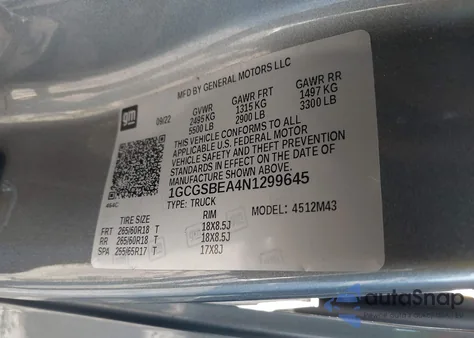 MFD BY GENERAL MOTORS LLC
gm
09/22
GVWR GAWR FRT GAWR RR
2495 KG 1315 KG 1497 KG
5500 LB 2900 LB 3300 LB
THIS VEHICLE CONFORMS TO ALL
APPLICABLE U.S. FEDERAL MOTOR
VEHICLE SAFETY AND THEFT PREVENTION
STANDARDS IN EFFECT ON THE DATE OF
MANUFACTURE SHOWN ABOVE.
1GCGSBEA4N1299645
464C
TYPE: TRUCK
MODEL: 4512M43
TIRE SIZE RIM
FRT 265/60R18 T 18X8.5J
RR 265/60R18 T 18X8.5J
SPA 255/65R17 T 17X8J
autoSnap